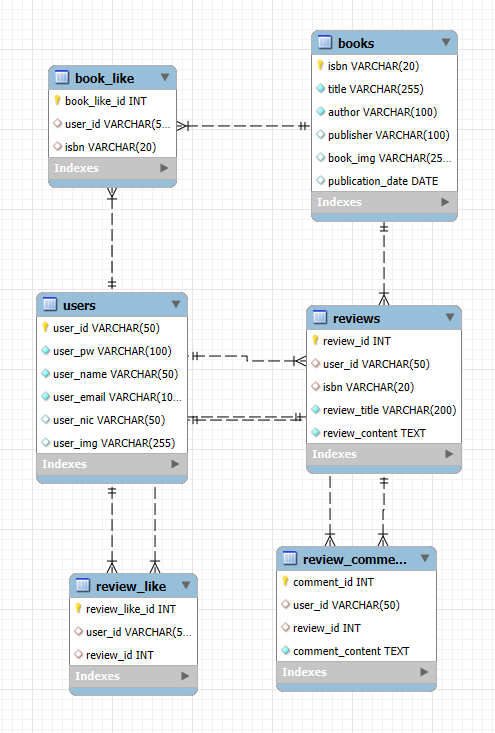 books
isbn VARCHAR(20)
title VARCHAR(255)
author VARCHAR(100)
publisher VARCHAR(100)
book_img VARCHAR(25...
publication_date DATE
Indexes
book_like
book_like_id INT
user_id VARCHAR(5...
isbn VARCHAR(20)
Indexes
users
user_id VARCHAR(50)
user_pw VARCHAR(100)
user_name VARCHAR(50)
user_email VARCHAR(10...
user_nic VARCHAR(50)
user_img VARCHAR(255)
Indexes
reviews
review_id INT
user_id VARCHAR(50)
isbn VARCHAR(20)
review_title VARCHAR(200)
review_content TEXT
Indexes
review_like
review_like_id INT
user_id VARCHAR(5...
review_id INT
Indexes
review_comme...
comment_id INT
user_id VARCHAR(50)
review_id INT
comment_content TEXT
Indexes